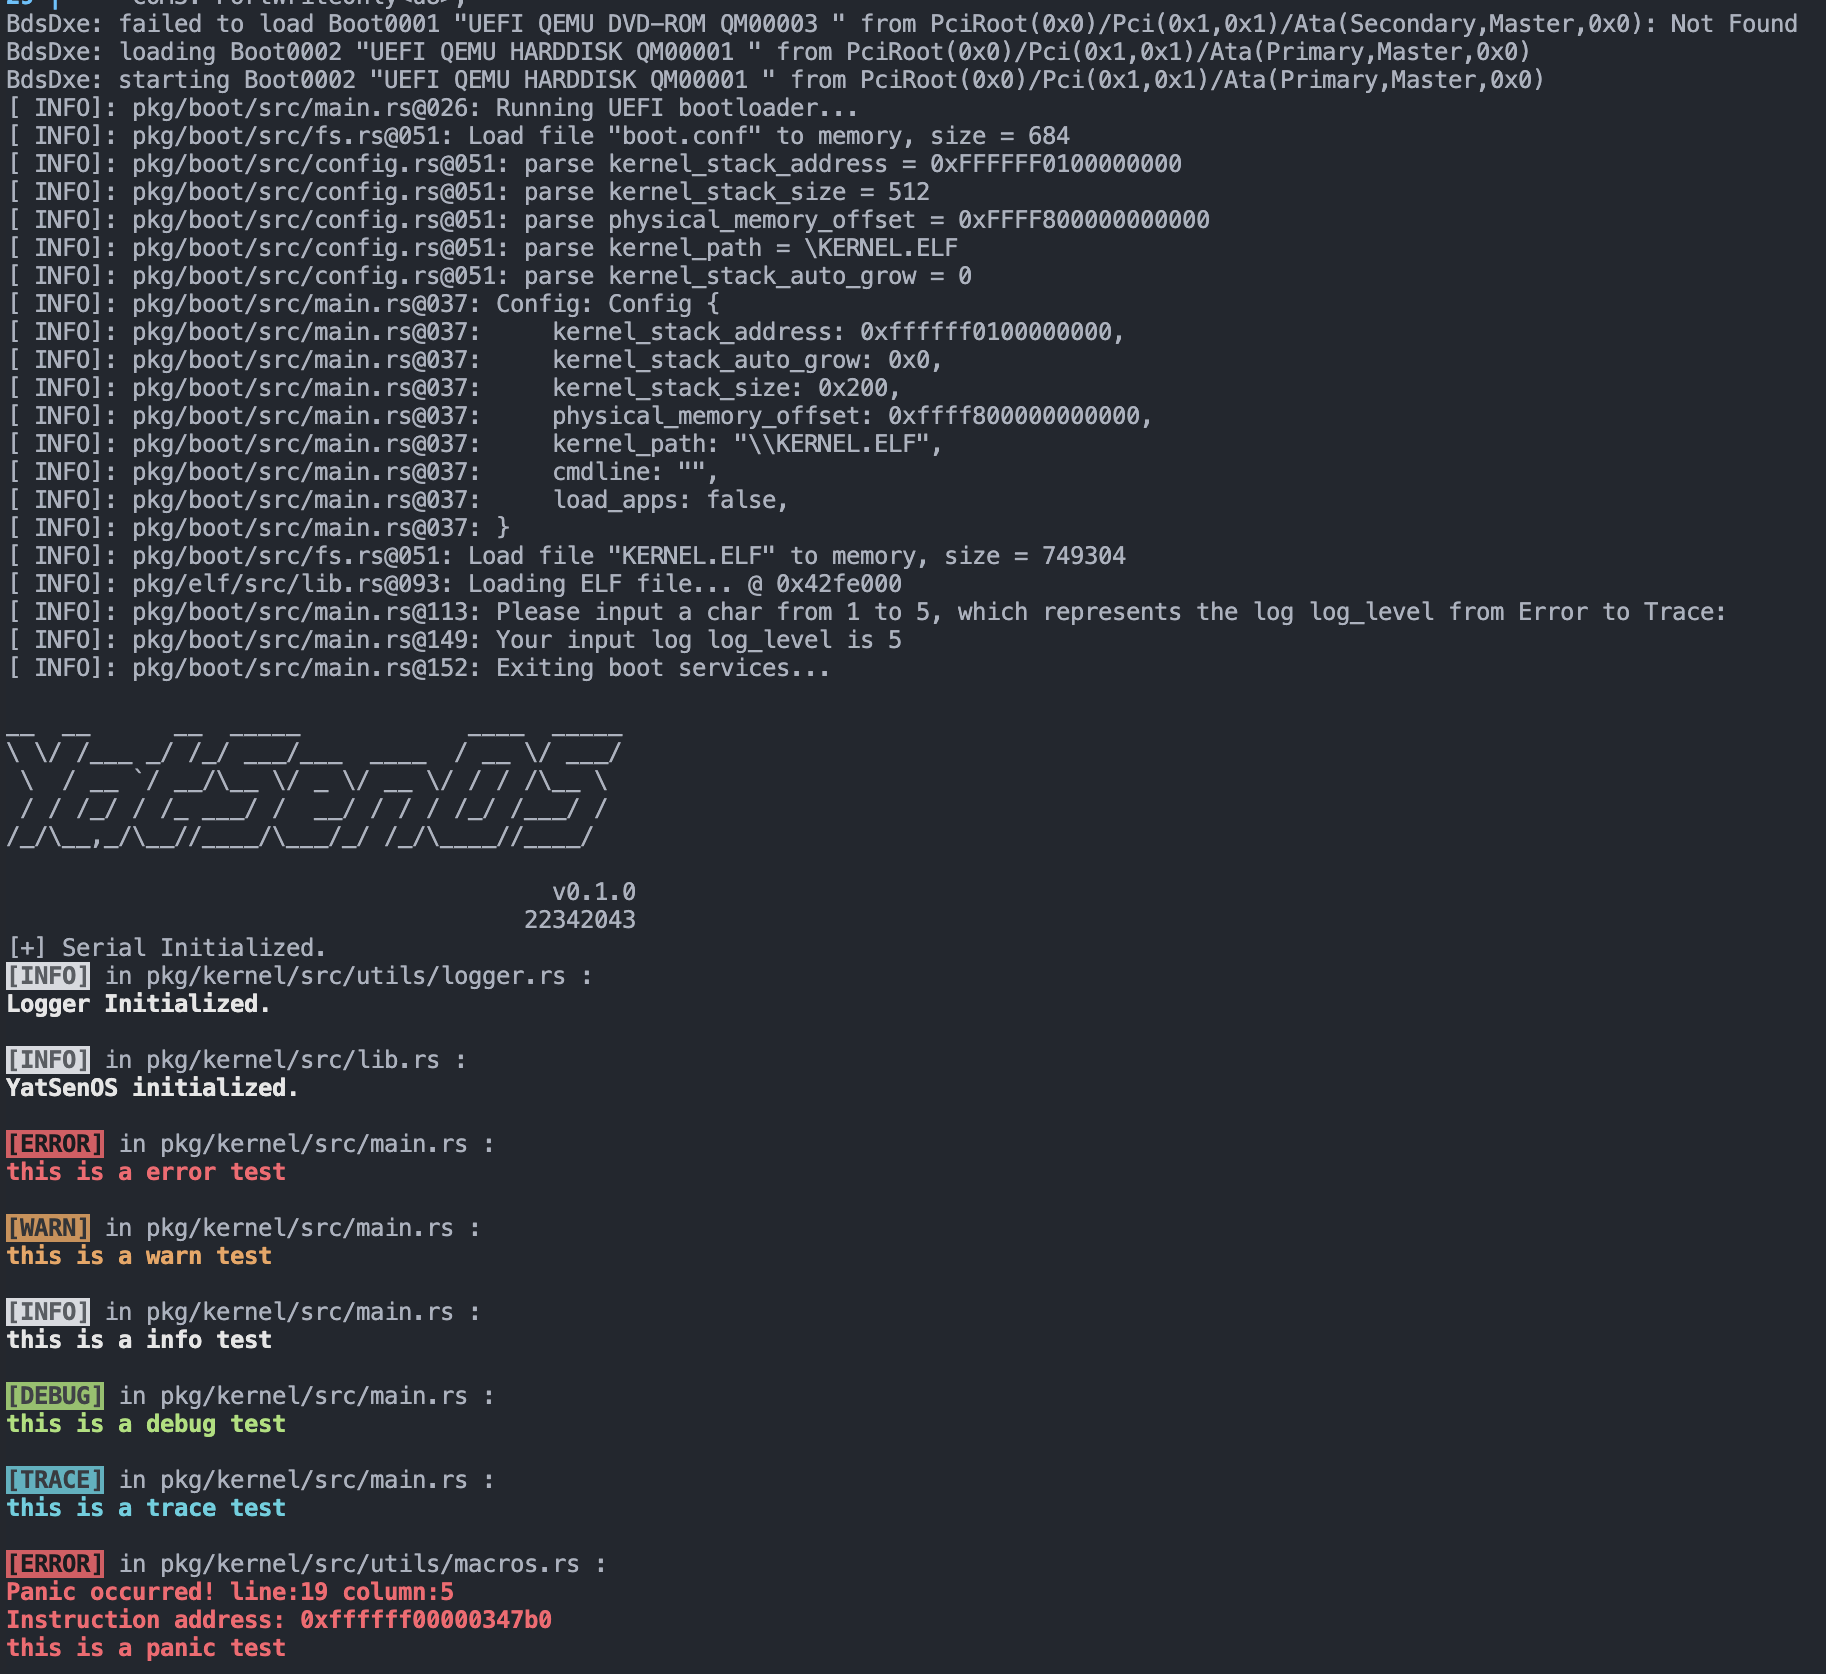 BdsDxe: failed to load Boot0001 "UEFI QEMU DVD-ROM QM00003 " from PciRoot(0x0)/Pci(0x1,0x1)/Ata(Secondary,Master,0x0): Not Found
BdsDxe: loading Boot0002 "UEFI QEMU HARDDISK QM00001 " from PciRoot(0x0)/Pci(0x1,0x1)/Ata(Primary,Master,0x0)
BdsDxe: starting Boot0002 "UEFI QEMU HARDDISK QM00001 " from PciRoot(0x0)/Pci(0x1,0x1)/Ata(Primary,Master,0x0)
[ INFO]: pkg/boot/src/main.rs@026: Running UEFI bootloader...
[ INFO]: pkg/boot/src/fs.rs@051: Load file "boot.conf" to memory, size = 684
[ INFO]: pkg/boot/src/config.rs@051: parse kernel_stack_address = 0xFFFFFF0100000000
[ INFO]: pkg/boot/src/config.rs@051: parse kernel_stack_size = 512
[ INFO]: pkg/boot/src/config.rs@051: parse physical_memory_offset = 0xFFFF800000000000
[ INFO]: pkg/boot/src/config.rs@051: parse kernel_path = \KERNEL.ELF
[ INFO]: pkg/boot/src/config.rs@051: parse kernel_stack_auto_grow = 0
[ INFO]: pkg/boot/src/main.rs@037: Config: Config {
[ INFO]: pkg/boot/src/main.rs@037:     kernel_stack_address: 0xffffff0100000000,
[ INFO]: pkg/boot/src/main.rs@037:     kernel_stack_auto_grow: 0x0,
[ INFO]: pkg/boot/src/main.rs@037:     kernel_stack_size: 0x200,
[ INFO]: pkg/boot/src/main.rs@037:     physical_memory_offset: 0xffff800000000000,
[ INFO]: pkg/boot/src/main.rs@037:     kernel_path: "\\KERNEL.ELF",
[ INFO]: pkg/boot/src/main.rs@037:     cmdline: "",
[ INFO]: pkg/boot/src/main.rs@037:     load_apps: false,
[ INFO]: pkg/boot/src/main.rs@037: }
[ INFO]: pkg/boot/src/fs.rs@051: Load file "KERNEL.ELF" to memory, size = 749304
[ INFO]: pkg/elf/src/lib.rs@093: Loading ELF file... @ 0x42fe000
[ INFO]: pkg/boot/src/main.rs@113: Please input a char from 1 to 5, which represents the log log_level from Error to Trace:
[ INFO]: pkg/boot/src/main.rs@149: Your input log log_level is 5
[ INFO]: pkg/boot/src/main.rs@152: Exiting boot services...
YatSenOS
v0.1.0
22342043
[+] Serial Initialized.
[INFO] in pkg/kernel/src/utils/logger.rs :
Logger Initialized.
[INFO] in pkg/kernel/src/lib.rs :
YatSenOS initialized.
[ERROR] in pkg/kernel/src/main.rs :
this is a error test
[WARN] in pkg/kernel/src/main.rs :
this is a warn test
[INFO] in pkg/kernel/src/main.rs :
this is a info test
[DEBUG] in pkg/kernel/src/main.rs :
this is a debug test
[TRACE] in pkg/kernel/src/main.rs :
this is a trace test
[ERROR] in pkg/kernel/src/utils/macros.rs :
Panic occurred! line:19 column:5
Instruction address: 0xffffff00000347b0
this is a panic test